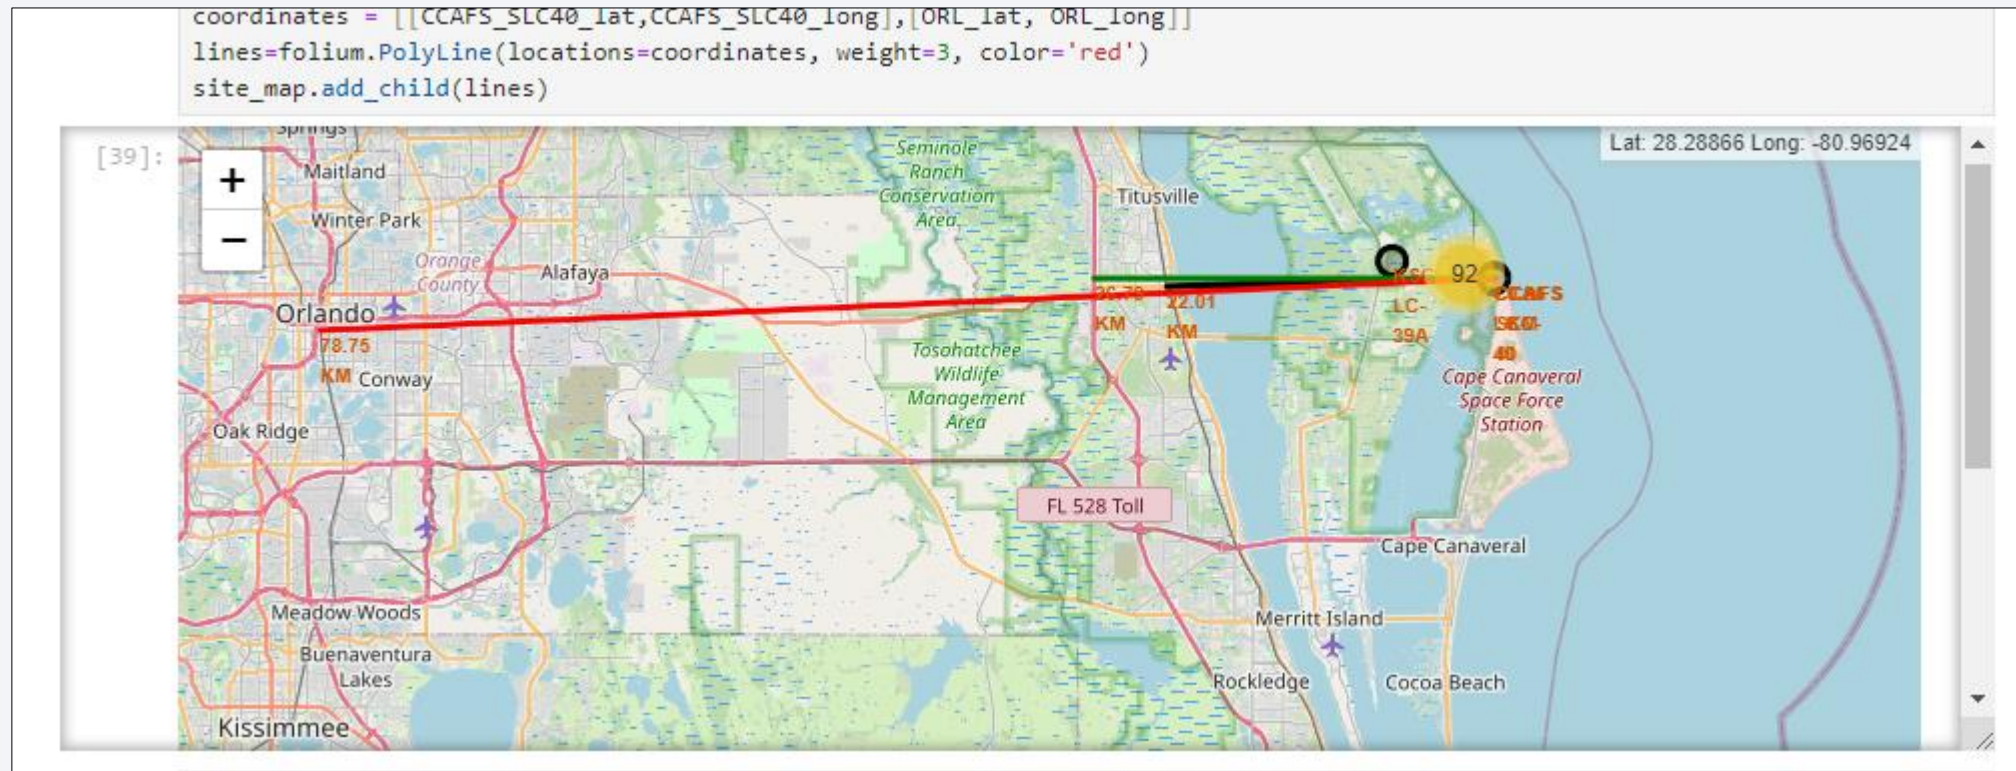 coordinates = [[CCAFS_SLC40_lat,CCAFS_SLC40_long],[ORL_lat, ORL_long]]
lines=folium.PolyLine(locations=coordinates, weight=3, color='red')
site_map.add_child(lines)
[39]:
Lat: 28.28866 Long: -80.96924
+
−
Springs
Maitland
Winter Park
Orange
County
Alafaya
Orlando
78.75
KM
Conway
Oak Ridge
Meadow Woods
Buenaventura
Lakes
Kissimmee
Seminole
Ranch
Conservation
Area
Titusville
KM
22.01
KM
KSC
LC-
39A
92
CCAFS
40
Tosohatchee
Wildlife
Management
Area
Cape Canaveral
Space Force
Station
FL 528 Toll
Cape Canaveral
Merritt Island
Rockledge
Cocoa Beach